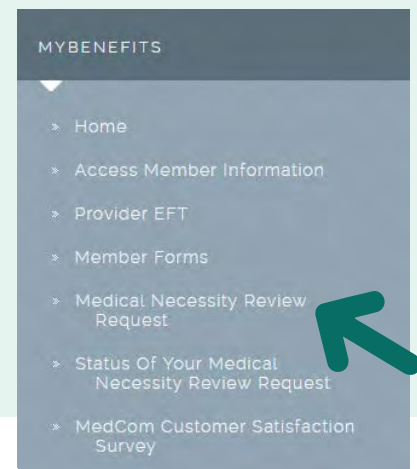 MYBENEFITS
» Home
» Access Member Information
» Provider EFT
» Member Forms
» Medical Necessity Review
Request
» Status Of Your Medical
Necessity Review Request
» MedCom Customer Satisfaction
Survey